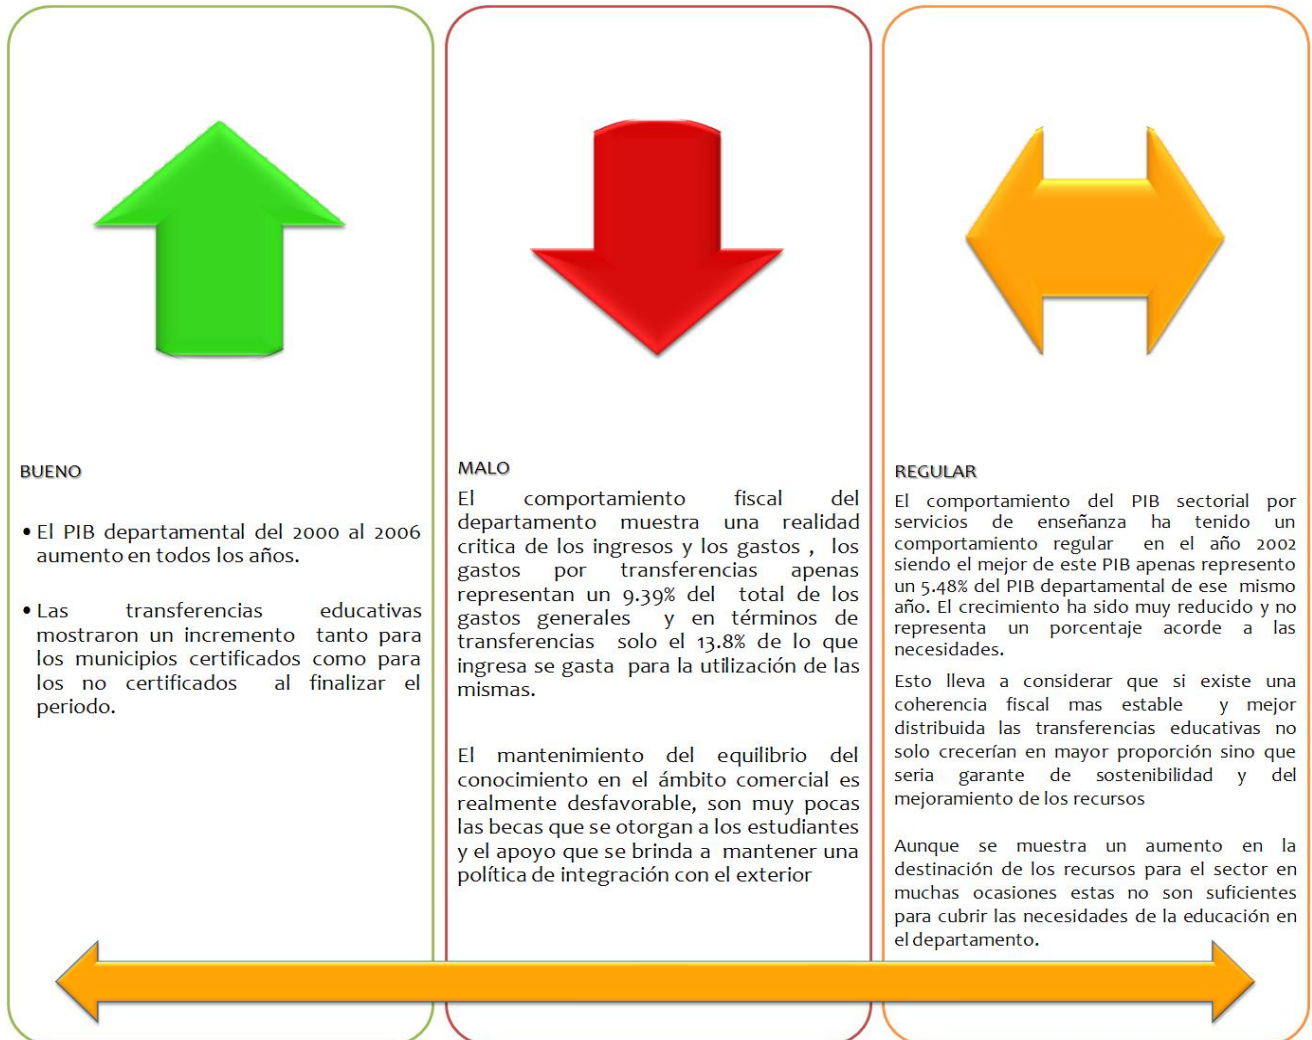 BUENO
• El PIB departamental del 2000 al 2006
aumento en todos los años.
• Las transferencias educativas
mostraron un incremento tanto para
los municipios certificados como para
los no certificados al finalizar el
periodo.
MALO
El comportamiento fiscal del
departamento muestra una realidad
critica de los ingresos y los gastos , los
gastos por transferencias apenas
representan un 9.39% del total de los
gastos generales y en términos de
transferencias solo el 13.8% de lo que
ingresa se gasta para la utilización de las
mismas.
El mantenimiento del equilibrio del
conocimiento en el ámbito comercial es
realmente desfavorable, son muy pocas
las becas que se otorgan a los estudiantes
y el apoyo que se brinda a mantener una
política de integración con el exterior
REGULAR
El comportamiento del PIB sectorial por
servicios de enseñanza ha tenido un
comportamiento regular en el año 2002
siendo el mejor de este PIB apenas represento
un 5.48% del PIB departamental de ese mismo
año. El crecimiento ha sido muy reducido y no
representa un porcentaje acorde a las
necesidades.
Esto lleva a considerar que si existe una
coherencia fiscal mas estable y mejor
distribuida las transferencias educativas no
solo crecerían en mayor proporción sino que
seria garante de sostenibilidad y del
mejoramiento de los recursos
Aunque se muestra un aumento en la
destinación de los recursos para el sector en
muchas ocasiones estas no son suficientes
para cubrir las necesidades de la educación en
el departamento.